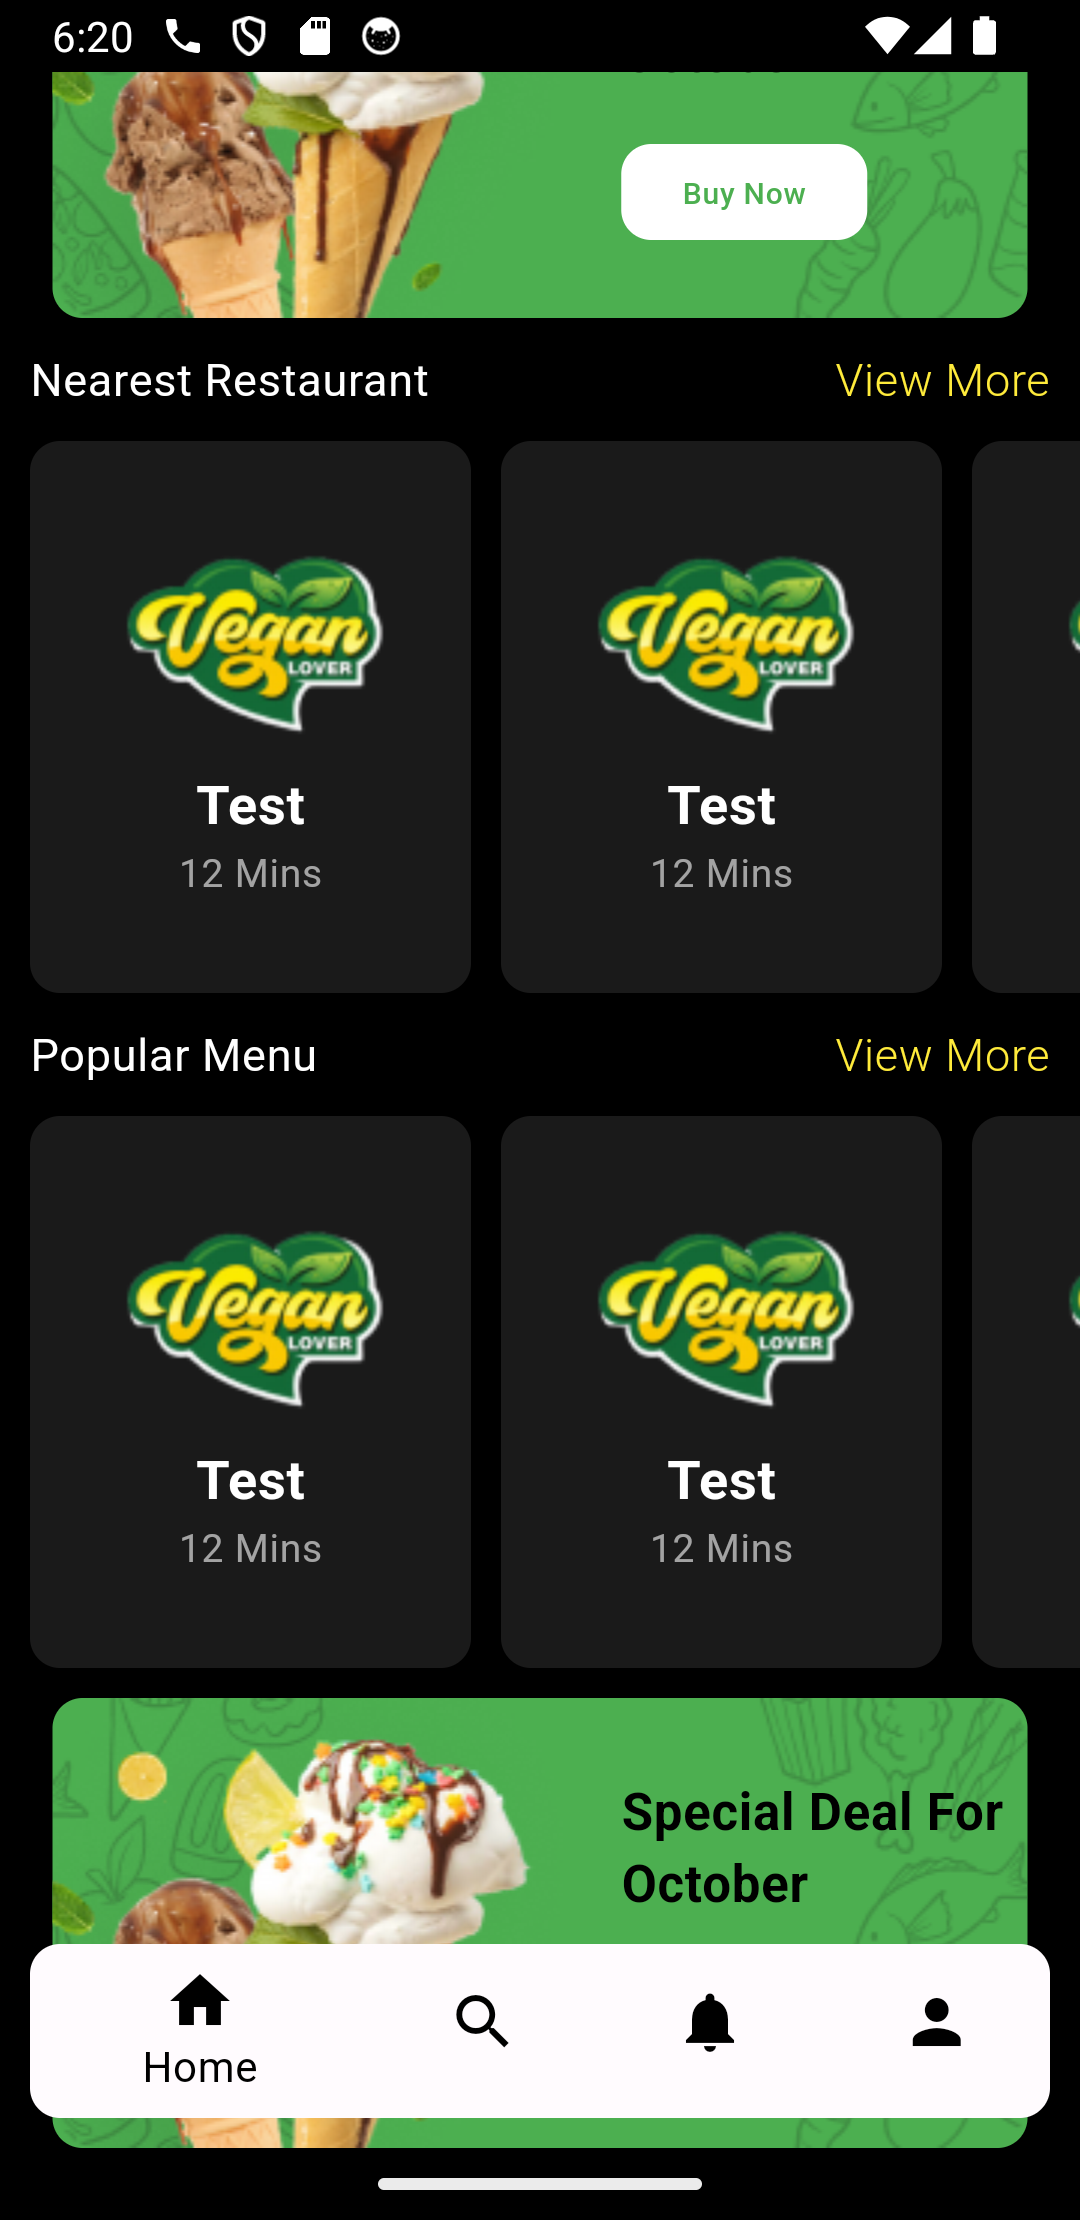 6:20
Buy Now
Nearest Restaurant
View More
Vegan
LOVER
Vegan
LOVER
Test
Test
12 Mins
12 Mins
Popular Menu
View More
Vegan
LOVER
Vegan
LOVER
Test
Test
12 Mins
12 Mins
Special Deal For
October
Home